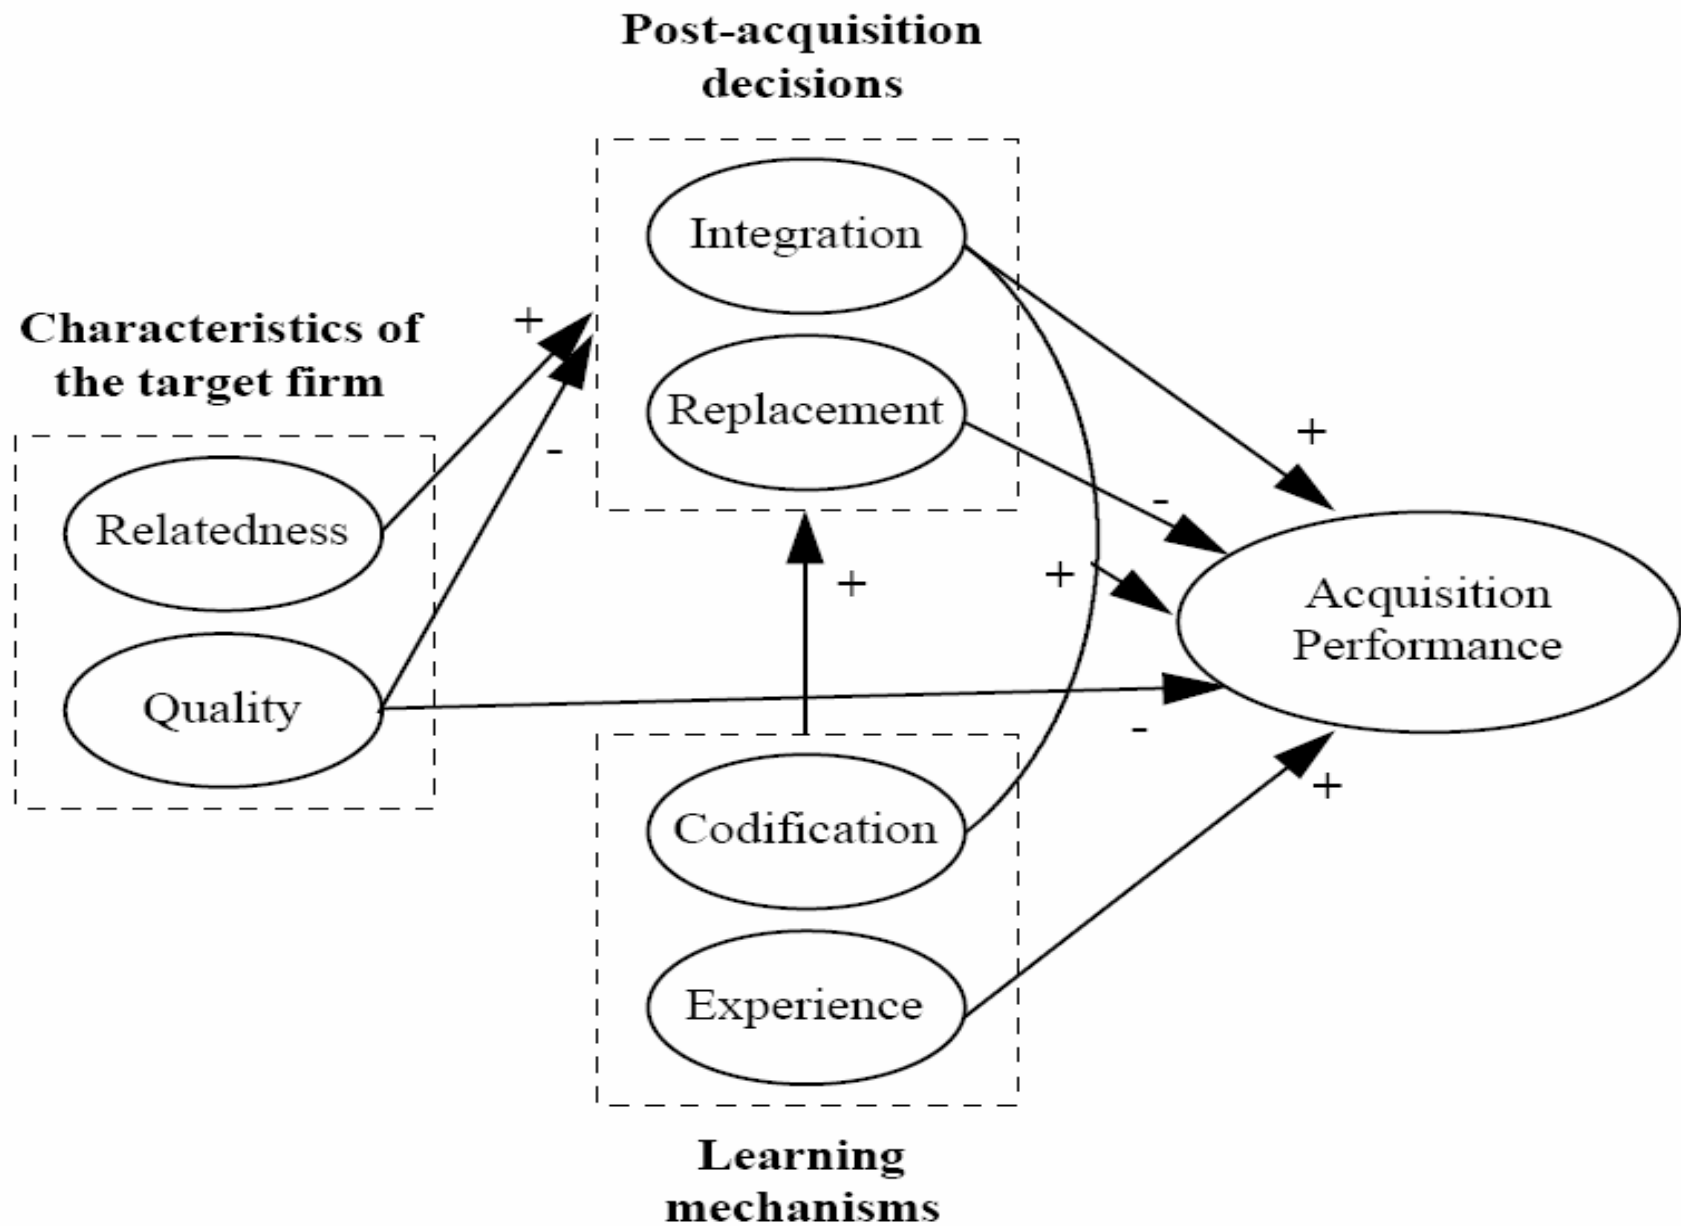 Post-acquisition
decisions
Integration
Replacement
+
-
Characteristics of
the target firm
Relatedness
Quality
+
-
+
+
-
Acquisition
Performance
-
+
Codification
Experience
Learning
mechanisms